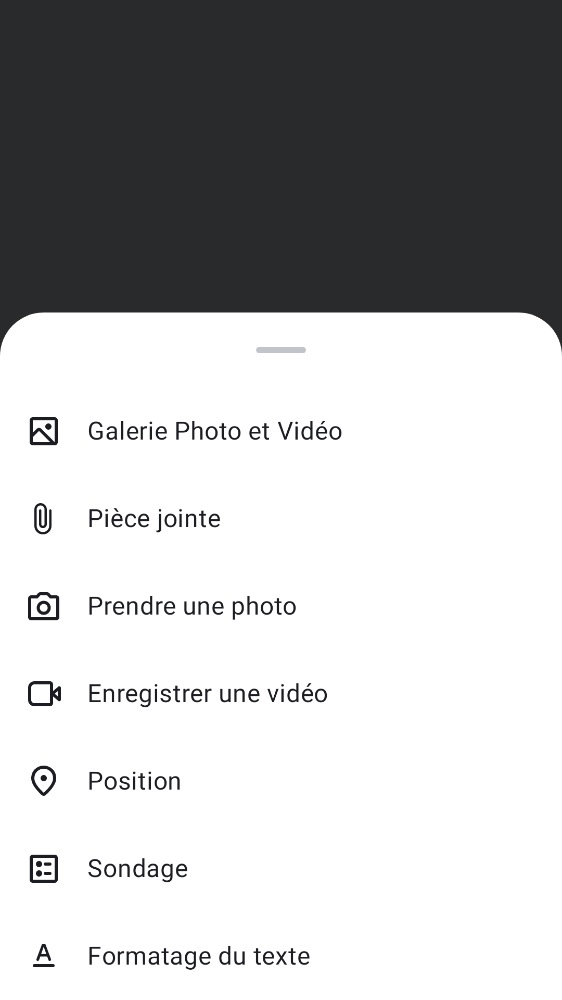 Galerie Photo et Vidéo
Pièce jointe
Prendre une photo
Enregistrer une vidéo
Position
Sondage
Formatage du texte